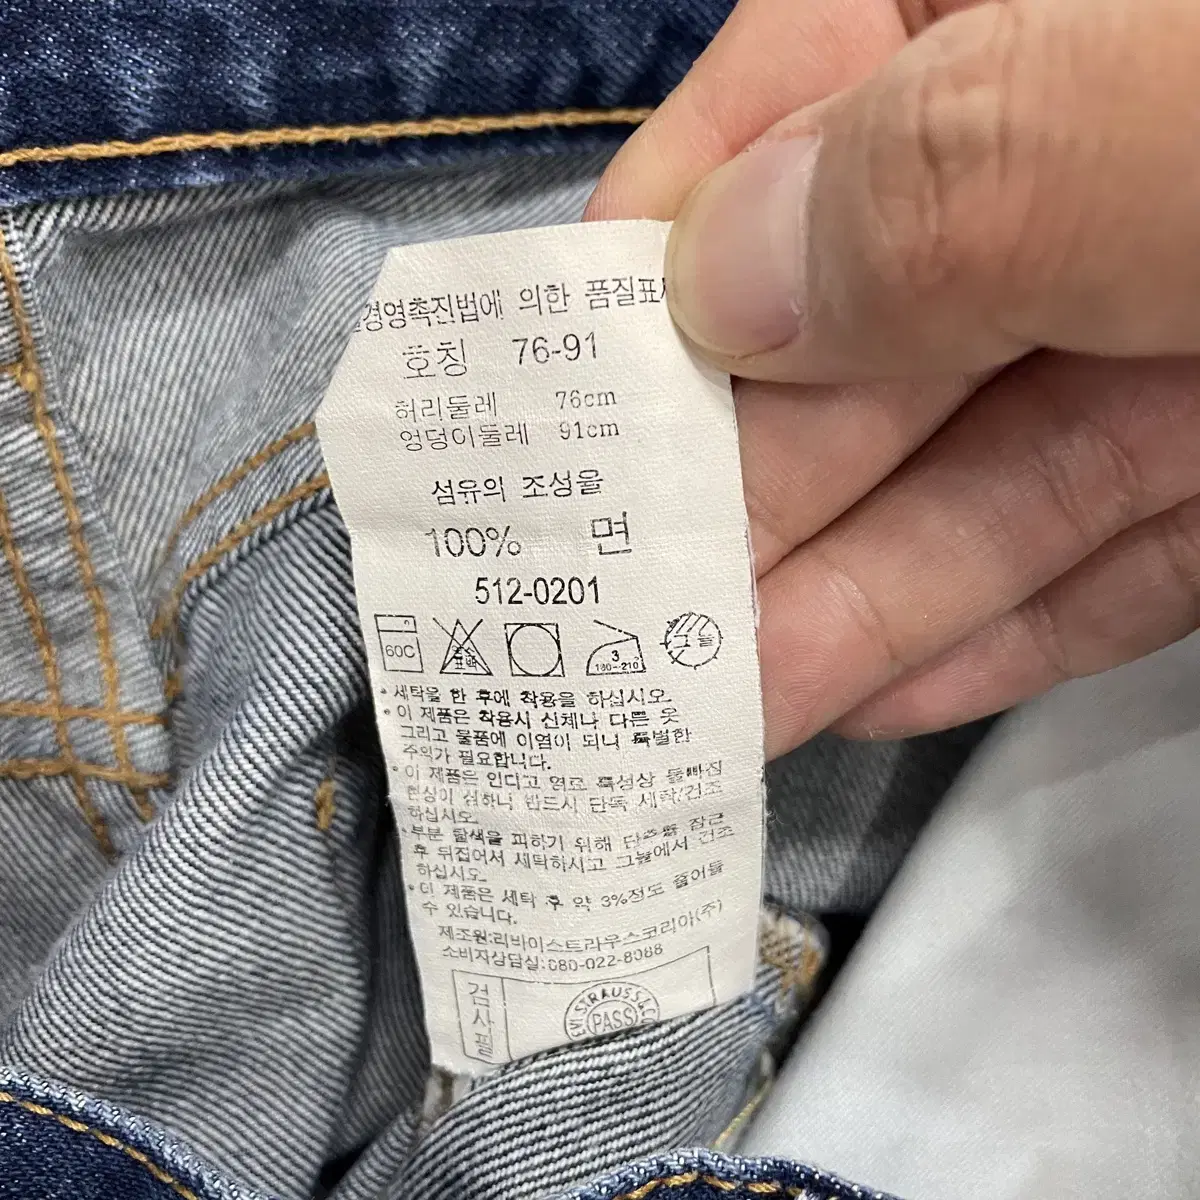 경영촉진법에 의한 품질표시
호칭 76-91
허리둘레 76cm
엉덩이둘레 91cm
섬유의 조성율
100% 면
512-0201
60C 염소 표백 3 180~210 그늘
• 세탁을 한 후에 착용을 하십시오.
• 이 제품은 착용시 신체나 다른 옷
그리고 물품에 이염이 되니 특별한
주의가 필요합니다.
• 이 제품은 인디고 염료 특성상 물빠짐
현상이 심하니 반드시 단독 세탁/건조
하십시오.
• 부분 탈색을 피하기 위해 단추를 잠근
후 뒤집어서 세탁하시고 그늘에서 건조
하십시오.
• 이 제품은 세탁 후 약 3%정도 줄어들
수 있습니다.
제조원:리바이스트라우스코리아(주)
소비자상담실:080-022-8088
검사필
LEVI STRAUSS & CO
PASS